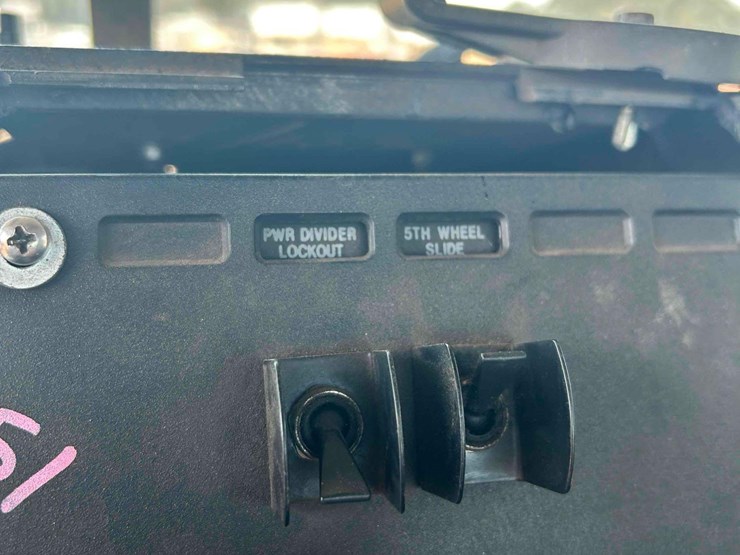 PWR DIVIDER
LOCKOUT
5TH WHEEL
SLIDE